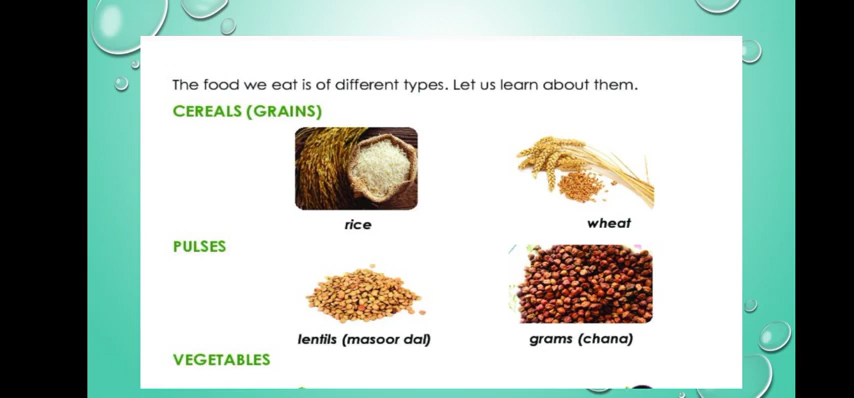 The food we eat is of different types. Let us learn about them.
CEREALS (GRAINS)
rice
wheat
PULSES
lentils (masoor dal)
grams (chana)
VEGETABLES